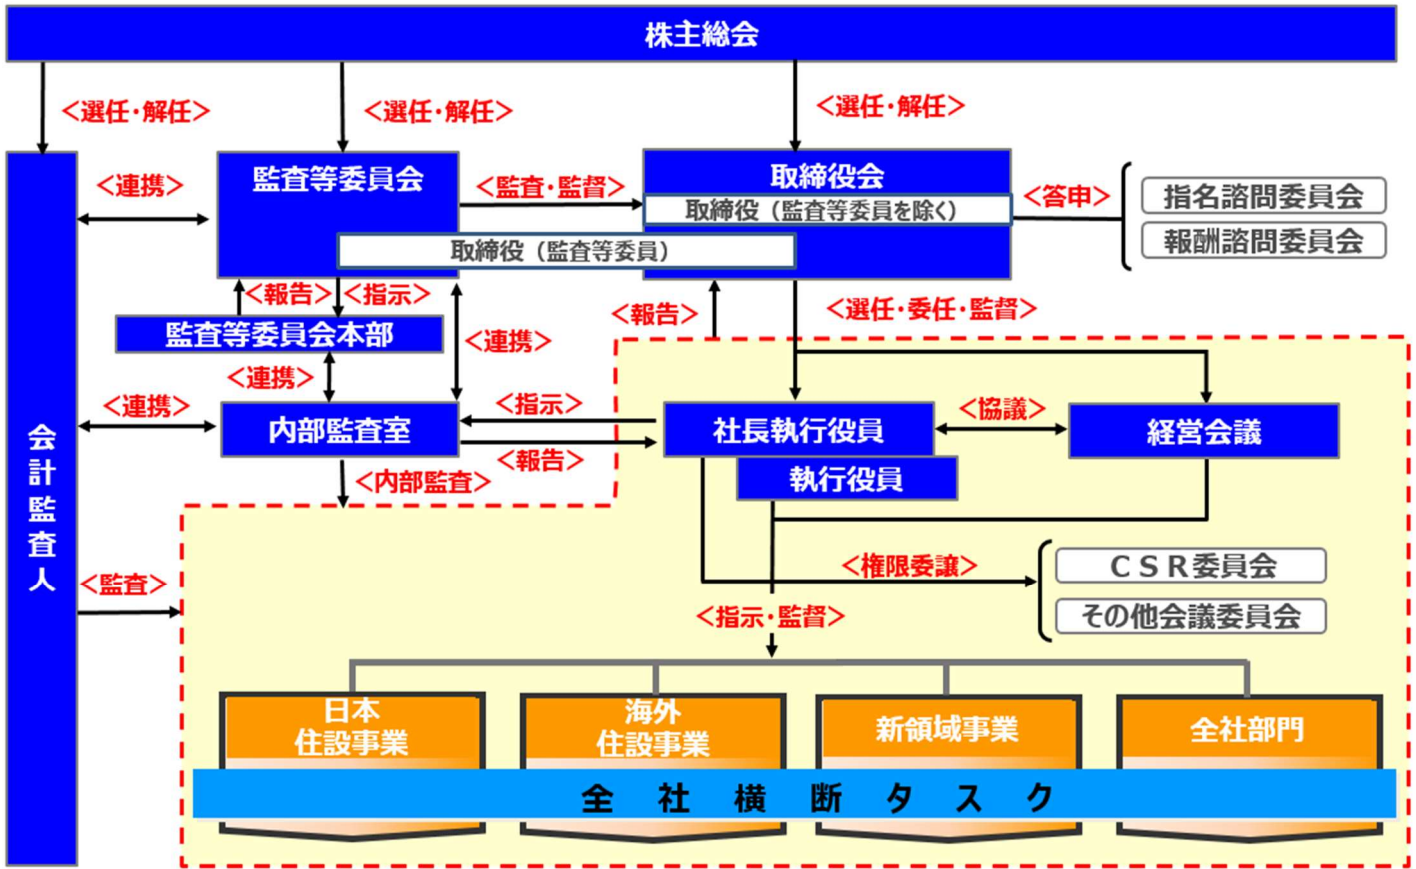 株主総会
<選任・解任>
<選任・解任>
<選任・解任>
監査等委員会
取締役会
<連携>
<監査・監督>
取締役（監査等委員を除く）
<答申>
指名諮問委員会
報酬諮問委員会
取締役（監査等委員）
<報告>
<指示>
<報告>
<選任・委任・監督>
監査等委員会本部
<連携>
<連携>
<連携>
内部監査室
<指示>
<報告>
社長執行役員
<協議>
経営会議
執行役員
<内部監査>
会計監査人
<監査>
<権限委譲>
ＣＳＲ委員会
その他会議委員会
<指示・監督>
日本
住設事業
海外
住設事業
新領域事業
全社部門
全社横断タスク